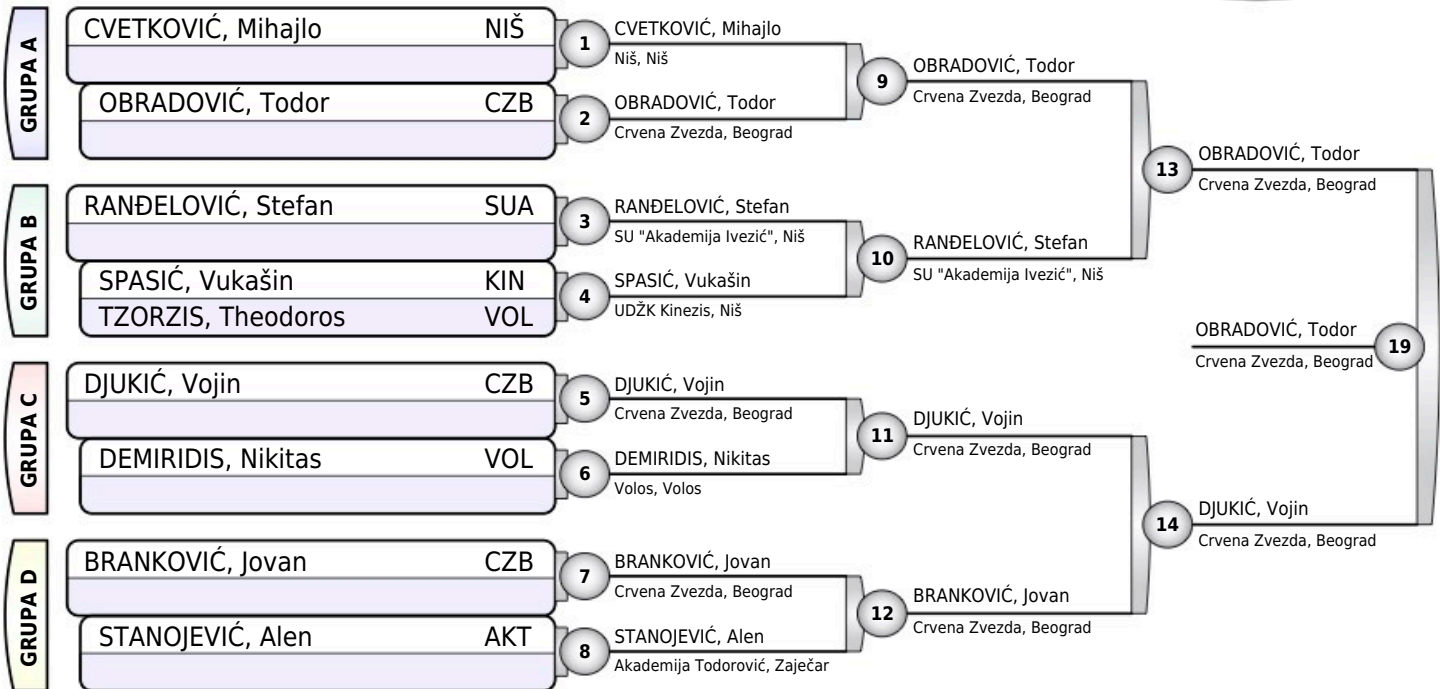 GRUPA A
CVETKOVIĆ, Mihajlo NIŠ
OBRADOVIĆ, Todor CZB
GRUPA B
RANĐELOVIĆ, Stefan SUA
SPASIĆ, Vukašin KIN
TZORZIS, Theodoros VOL
GRUPA C
DJUKIĆ, Vojin CZB
DEMIRIDIS, Nikitas VOL
GRUPA D
BRANKOVIĆ, Jovan CZB
STANOJEVIĆ, Alen AKT
1
CVETKOVIĆ, Mihajlo
Niš, Niš
2
OBRADOVIĆ, Todor
Crvena Zvezda, Beograd
3
RANĐELOVIĆ, Stefan
SU "Akademija Ivezić", Niš
4
SPASIĆ, Vukašin
UDŽK Kinezis, Niš
5
DJUKIĆ, Vojin
Crvena Zvezda, Beograd
6
DEMIRIDIS, Nikitas
Volos, Volos
7
BRANKOVIĆ, Jovan
Crvena Zvezda, Beograd
8
STANOJEVIĆ, Alen
Akademija Todorović, Zaječar
9
OBRADOVIĆ, Todor
Crvena Zvezda, Beograd
10
RANĐELOVIĆ, Stefan
SU "Akademija Ivezić", Niš
11
DJUKIĆ, Vojin
Crvena Zvezda, Beograd
12
BRANKOVIĆ, Jovan
Crvena Zvezda, Beograd
13
OBRADOVIĆ, Todor
Crvena Zvezda, Beograd
14
DJUKIĆ, Vojin
Crvena Zvezda, Beograd
OBRADOVIĆ, Todor
Crvena Zvezda, Beograd
19